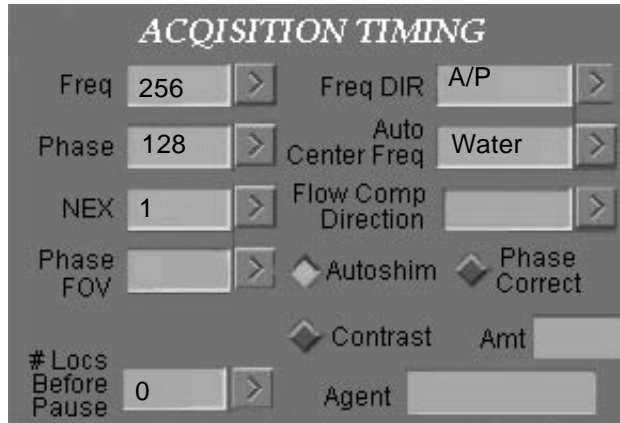 ACQISITION TIMING
Freq 256 > Freq DIR A/P >
Phase 128 > Auto Center Freq Water >
NEX 1 > Flow Comp Direction >
Phase FOV > Autoshim Phase Correct
Contrast Amt
# Locs Before Pause 0 > Agent